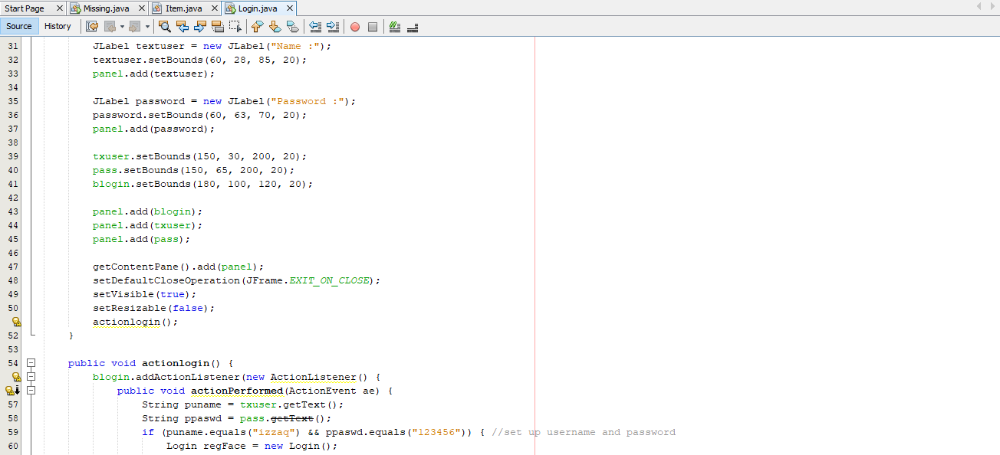 Start Page Missing.java Item.java Login.java
Source History
31 JLabel textuser = new JLabel("Name :");
32 textuser.setBounds(60, 28, 85, 20);
33 panel.add(textuser);
34
35 JLabel password = new JLabel("Password :");
36 password.setBounds(60, 63, 70, 20);
37 panel.add(password);
38
39 txuser.setBounds(150, 30, 200, 20);
40 pass.setBounds(150, 65, 200, 20);
41 blogin.setBounds(180, 100, 120, 20);
42
43 panel.add(blogin);
44 panel.add(txuser);
45 panel.add(pass);
46
47 getContentPane().add(panel);
48 setDefaultCloseOperation(JFrame.EXIT_ON_CLOSE);
49 setVisible(true);
50 setResizable(false);
actionlogin();
52 }
53
54 public void actionlogin() {
blogin.addActionListener(new ActionListener() {
public void actionPerformed(ActionEvent ae) {
57 String puname = txuser.getText();
58 String ppaswd = pass.getText();
59 if (puname.equals("izzaq") && ppaswd.equals("123456")) { //set up username and password
60 Login regFace = new Login();